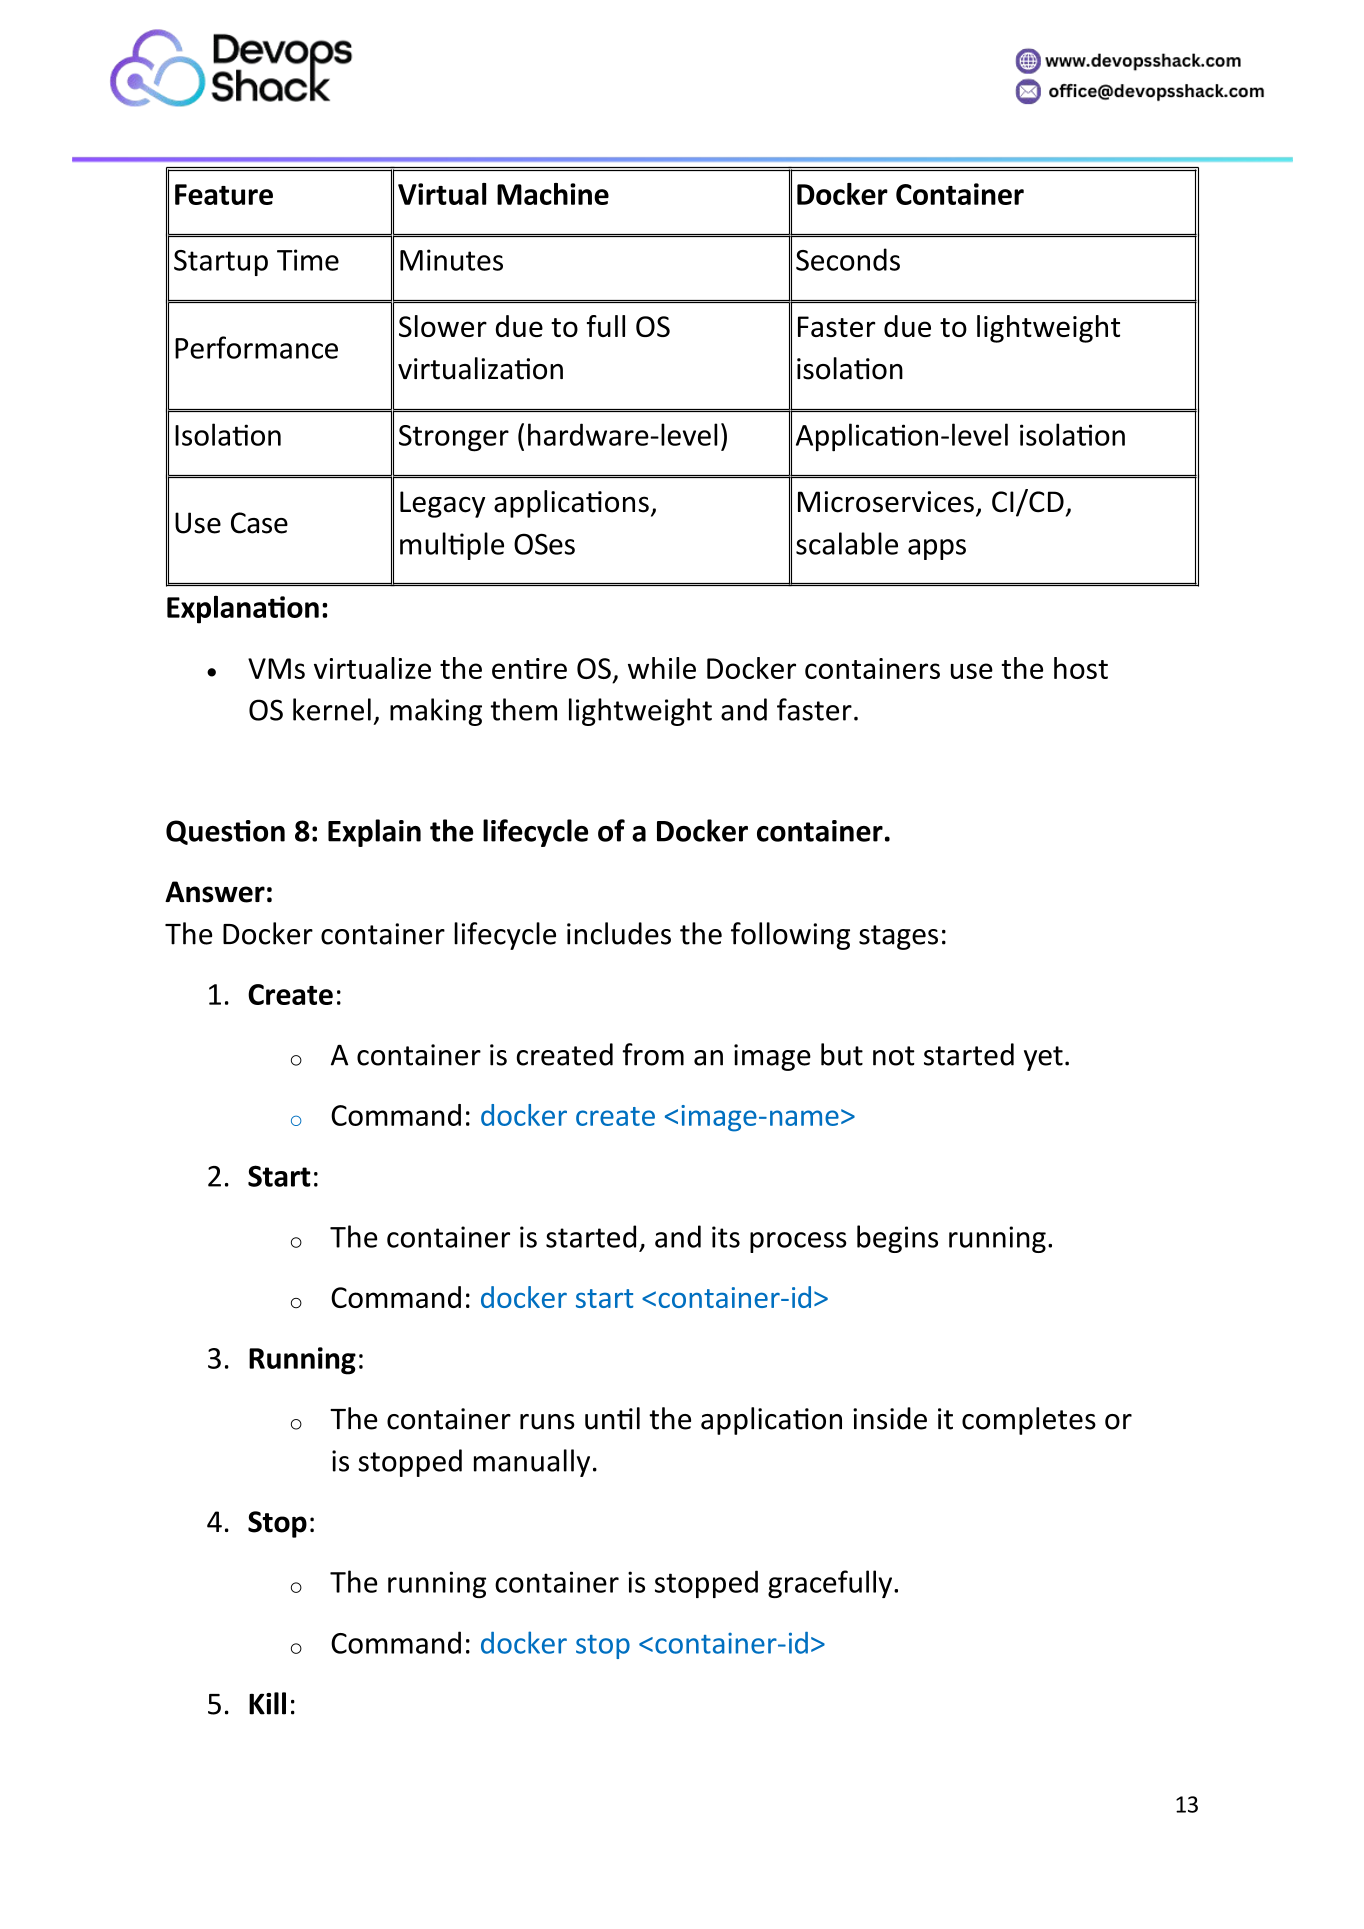 Devops
Shack
www.devopsshack.com
office@devopsshack.com
Feature Virtual Machine Docker Container
Startup Time Minutes Seconds
Performance Slower due to full OS virtualization Faster due to lightweight isolation
Isolation Stronger (hardware-level) Application-level isolation
Use Case Legacy applications, multiple OSes Microservices, CI/CD, scalable apps
Explanation:
• VMs virtualize the entire OS, while Docker containers use the host
OS kernel, making them lightweight and faster.
Question 8: Explain the lifecycle of a Docker container.
Answer:
The Docker container lifecycle includes the following stages:
1. Create:
o A container is created from an image but not started yet.
o Command: docker create <image-name>
2. Start:
o The container is started, and its process begins running.
o Command: docker start <container-id>
3. Running:
o The container runs until the application inside it completes or
is stopped manually.
4. Stop:
o The running container is stopped gracefully.
o Command: docker stop <container-id>
5. Kill:
13